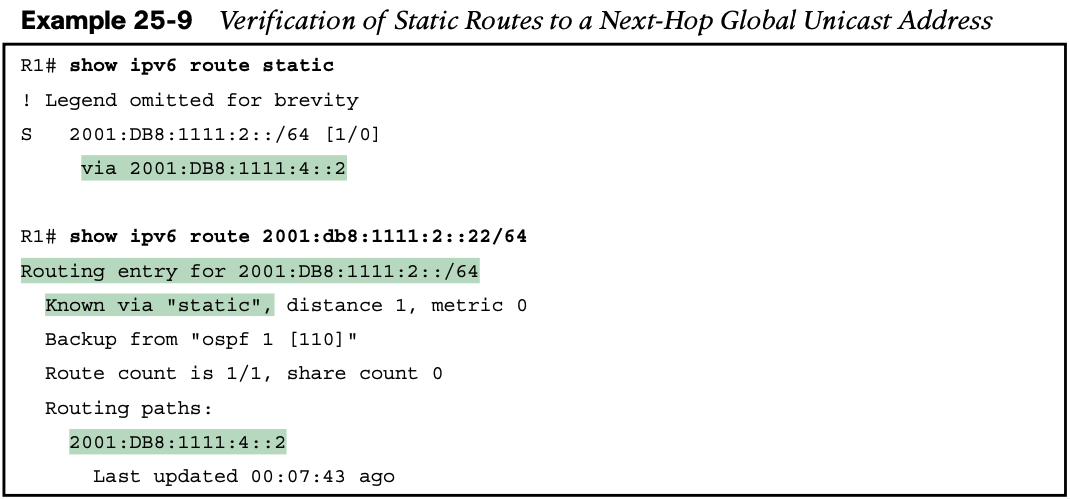 Example 25-9 Verification of Static Routes to a Next-Hop Global Unicast Address
R1# show ipv6 route static
! Legend omitted for brevity
S 2001:DB8:1111:2::/64 [1/0]
via 2001:DB8:1111:4::2
R1# show ipv6 route 2001:db8:1111:2::22/64
Routing entry for 2001:DB8:1111:2::/64
Known via "static", distance 1, metric 0
Backup from "ospf 1 [110]"
Route count is 1/1, share count 0
Routing paths:
2001:DB8:1111:4::2
Last updated 00:07:43 ago